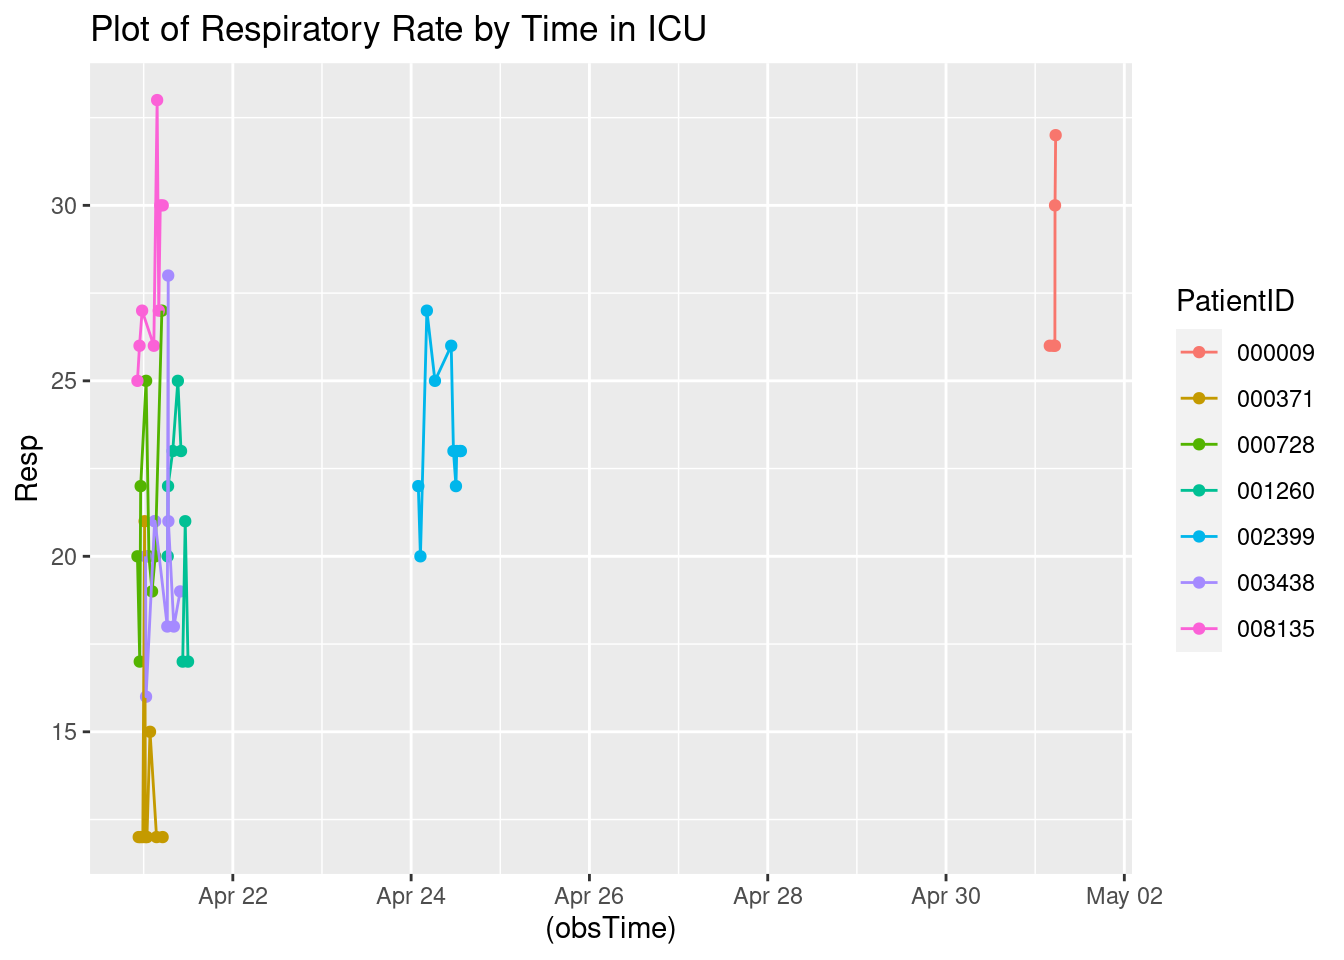 Plot of Respiratory Rate by Time in ICU
Resp
30
25
20
15
Apr 22
Apr 24
Apr 26
Apr 28
Apr 30
May 02
(obsTime)
PatientID
000009
000371
000728
001260
002399
003438
008135